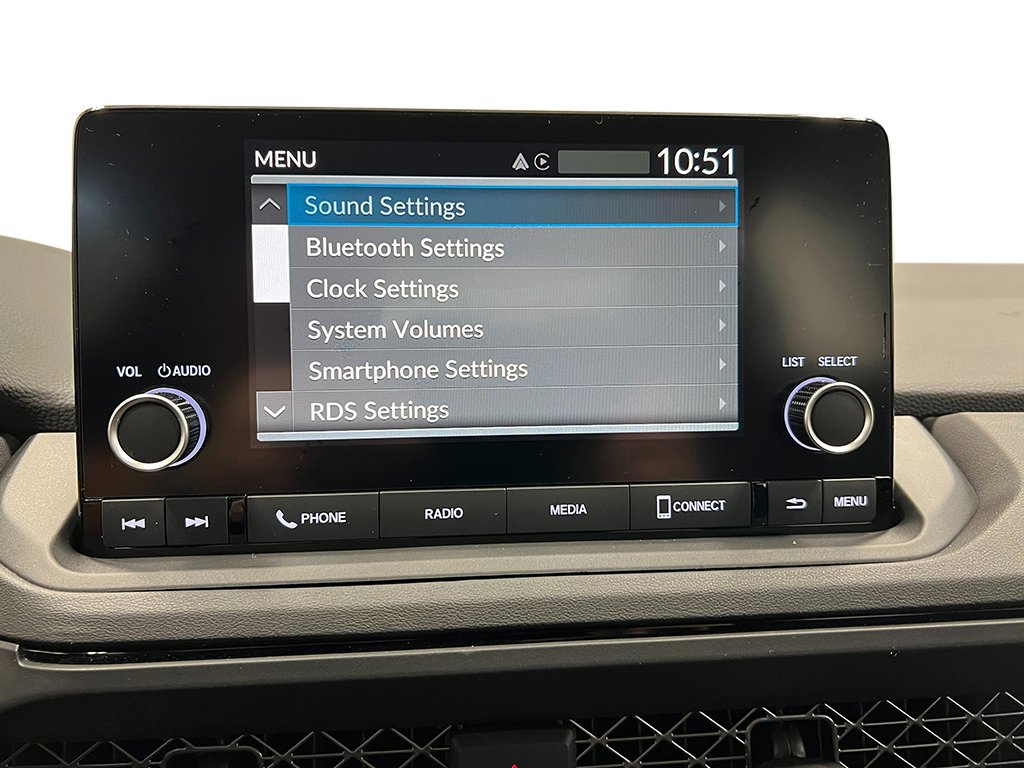 MENU 10:51
Sound Settings
Bluetooth Settings
Clock Settings
System Volumes
Smartphone Settings
RDS Settings
VOL AUDIO
LIST SELECT
PHONE RADIO MEDIA CONNECT MENU